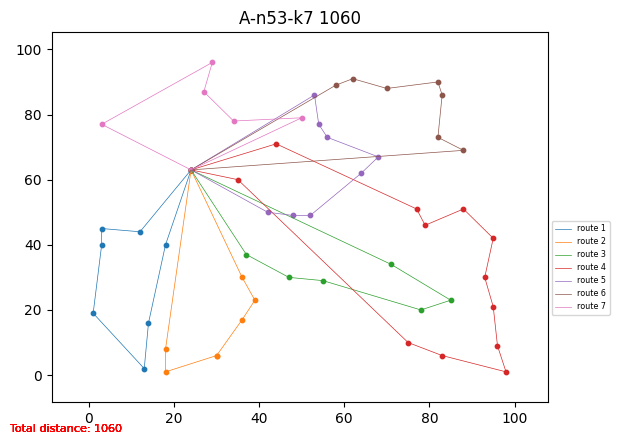 A-n53-k7 1060
100
80
60
40
20
0
0 20 40 60 80 100
route 1
route 2
route 3
route 4
route 5
route 6
route 7
Total distance: 1060